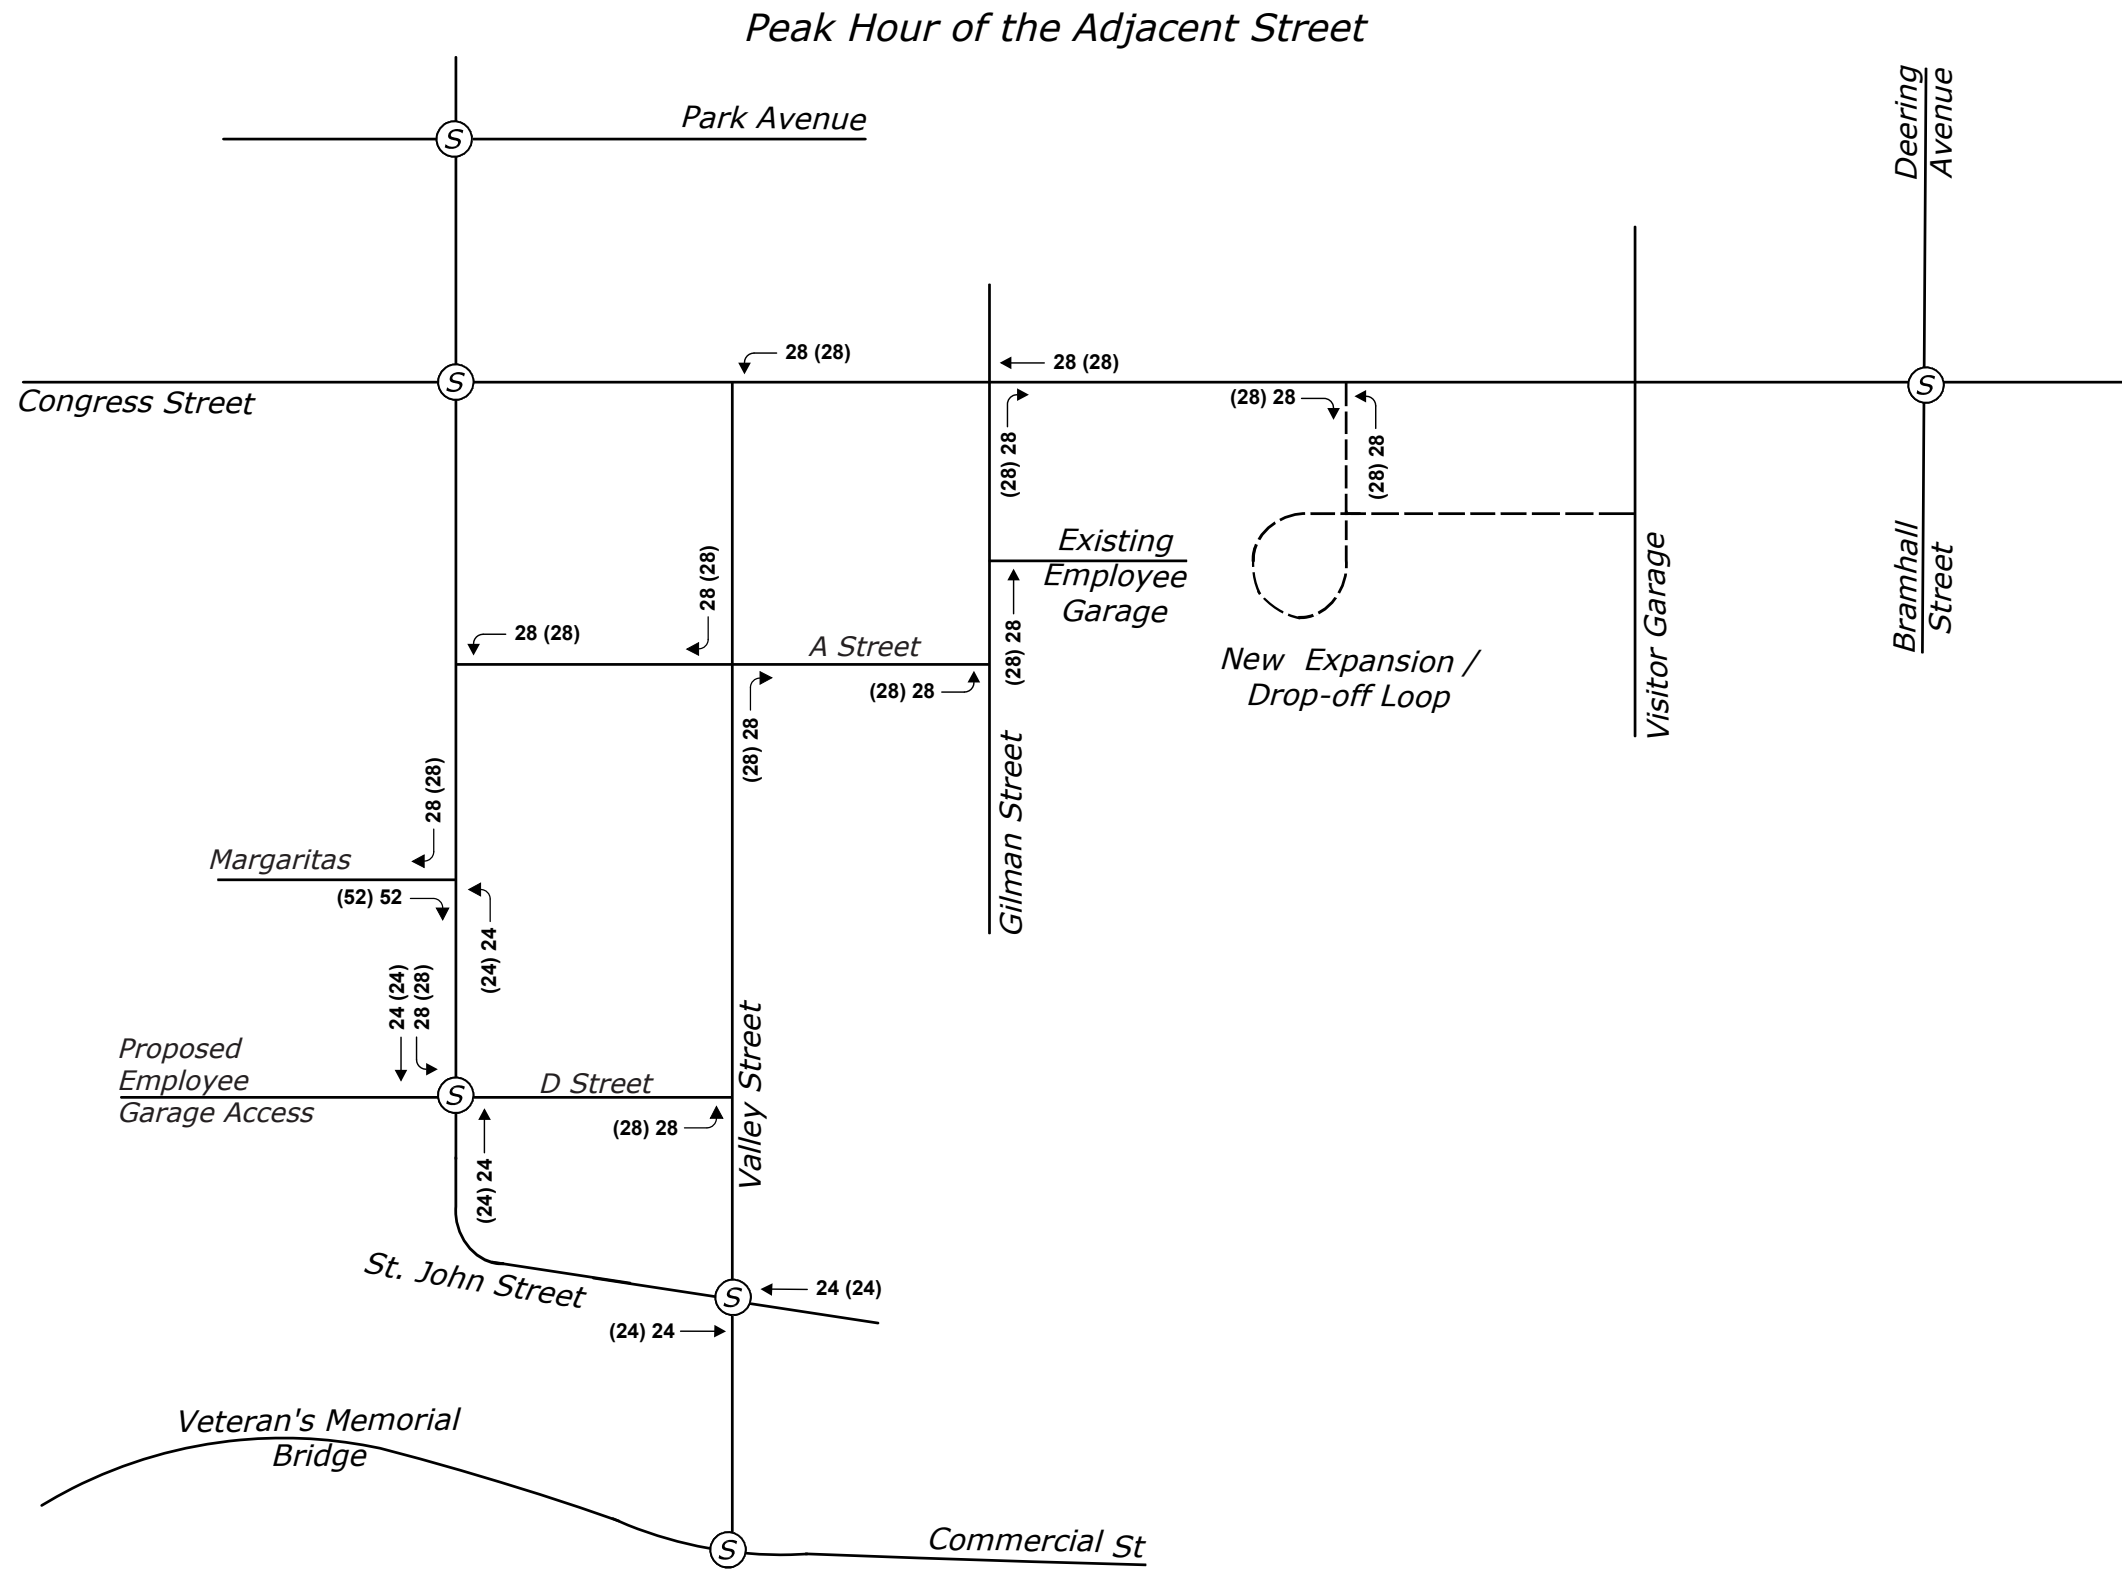 Peak Hour of the Adjacent Street
Deering
Avenue
Park Avenue
S
28 (28)
28 (28)
S
S
Congress Street
(28) 28
(28) 28
(28) 28
Existing
Employee
Garage
Bramhall
Street
28 (28)
28 (28)
A Street
(28) 28
(28) 28
(28) 28
New Expansion /
Drop-off Loop
Visitor Garage
Gilman Street
28 (28)
Margaritas
(52) 52
(24) 24
24 (24)
28 (28)
Proposed
Employee
Garage Access
S
D Street
(28) 28
Valley Street
(24) 24
St. John Street
S
24 (24)
(24) 24
Veteran's Memorial
Bridge
S
Commercial St